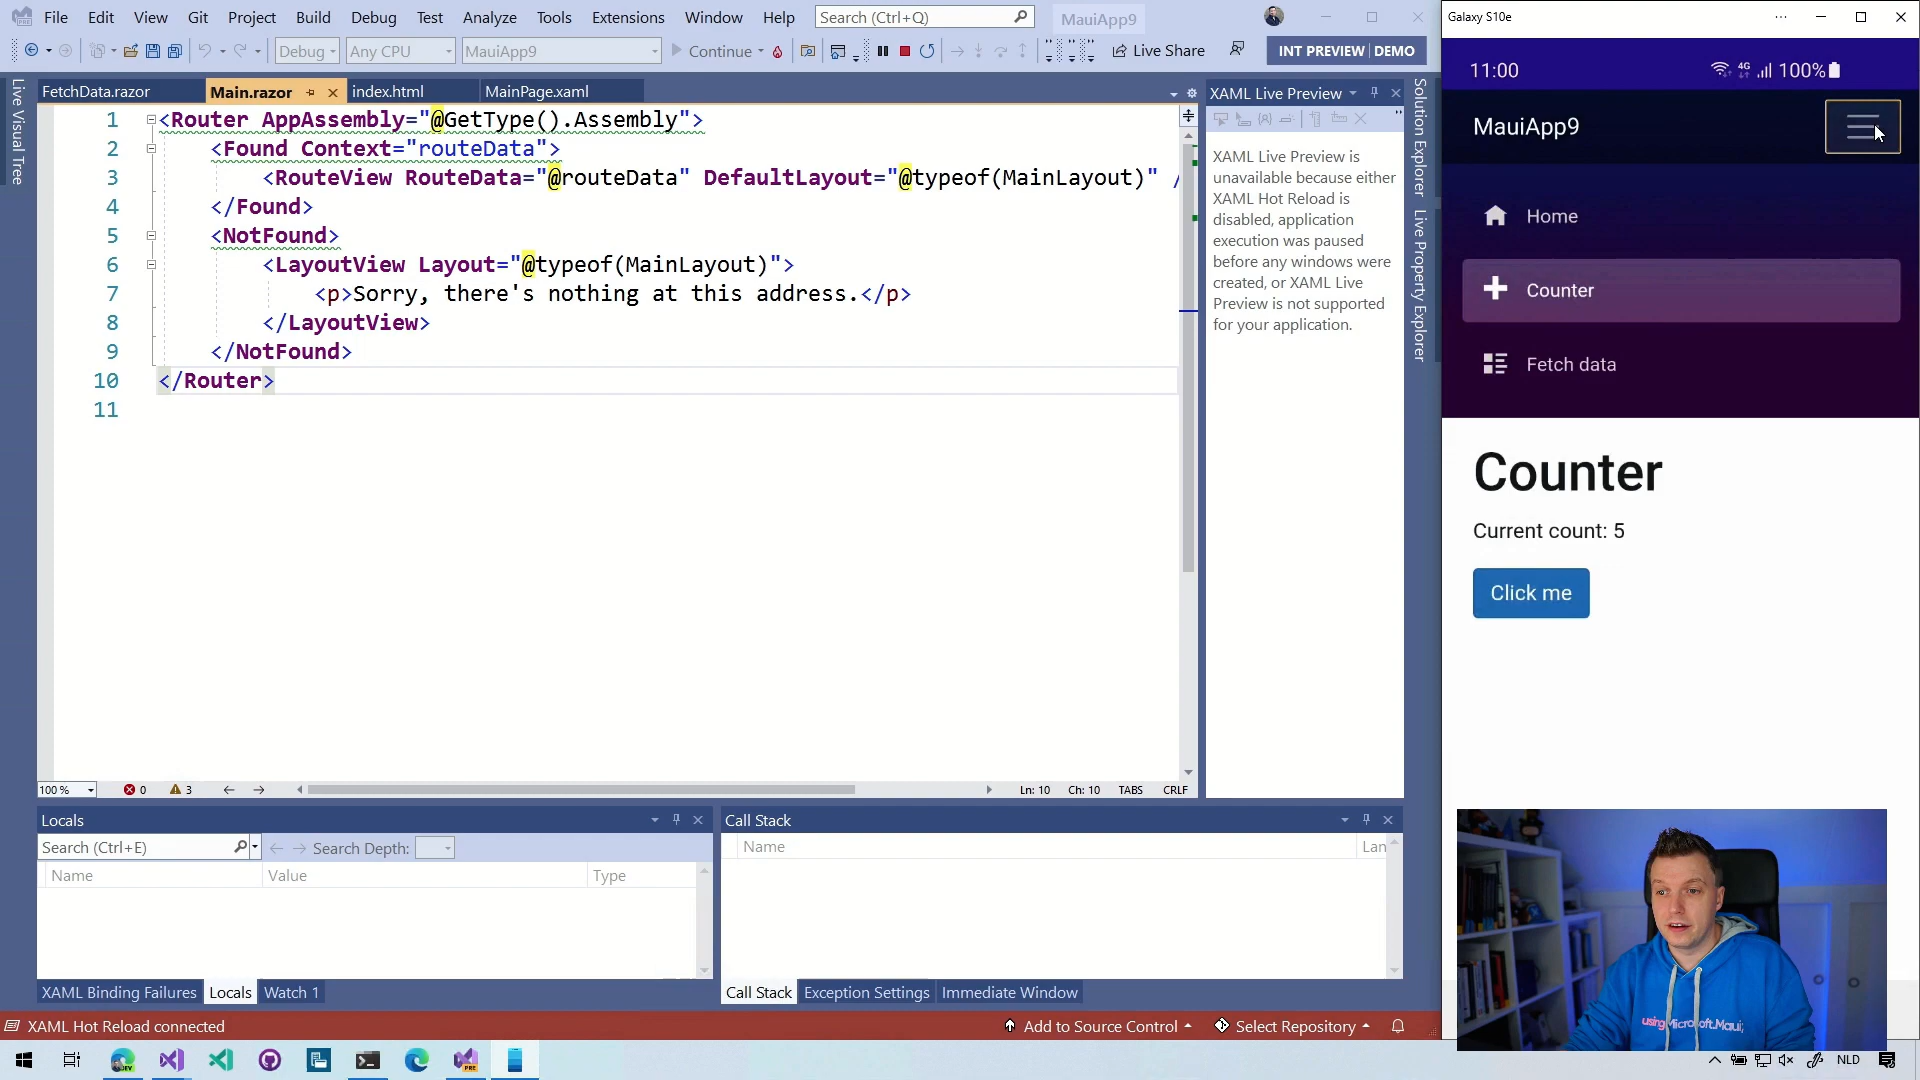 File Edit View Git Project Build Debug Test Analyze Tools Extensions Window Help Search (Ctrl+Q) MauiApp9
Debug Any CPU MauiApp9 Continue Live Share INT PREVIEW | DEMO
Live Visual Tree
FetchData.razor Main.razor index.html MainPage.xaml
1 <Router AppAssembly="@GetType().Assembly">
2 <Found Context="routeData">
3 <RouteView RouteData="@routeData" DefaultLayout="@typeof(MainLayout)" /
4 </Found>
5 <NotFound>
6 <LayoutView Layout="@typeof(MainLayout)">
7 <p>Sorry, there's nothing at this address.</p>
8 </LayoutView>
9 </NotFound>
10 </Router>
11
100 % 0 3 Ln: 10 Ch: 10 TABS CRLF
XAML Live Preview
XAML Live Preview is
unavailable because either
XAML Hot Reload is
disabled, application
execution was paused
before any windows were
created, or XAML Live
Preview is not supported
for your application.
Solution Explorer
Live Property Explorer
Galaxy S10e
11:00 4G 100%
MauiApp9
Home
Counter
Fetch data
Counter
Current count: 5
Click me
using Microsoft.Maui;
Locals
Search (Ctrl+E) Search Depth:
Name Value Type
XAML Binding Failures Locals Watch 1
Call Stack
Name Lan
Call Stack Exception Settings Immediate Window
XAML Hot Reload connected Add to Source Control Select Repository
DEV PRE NLD